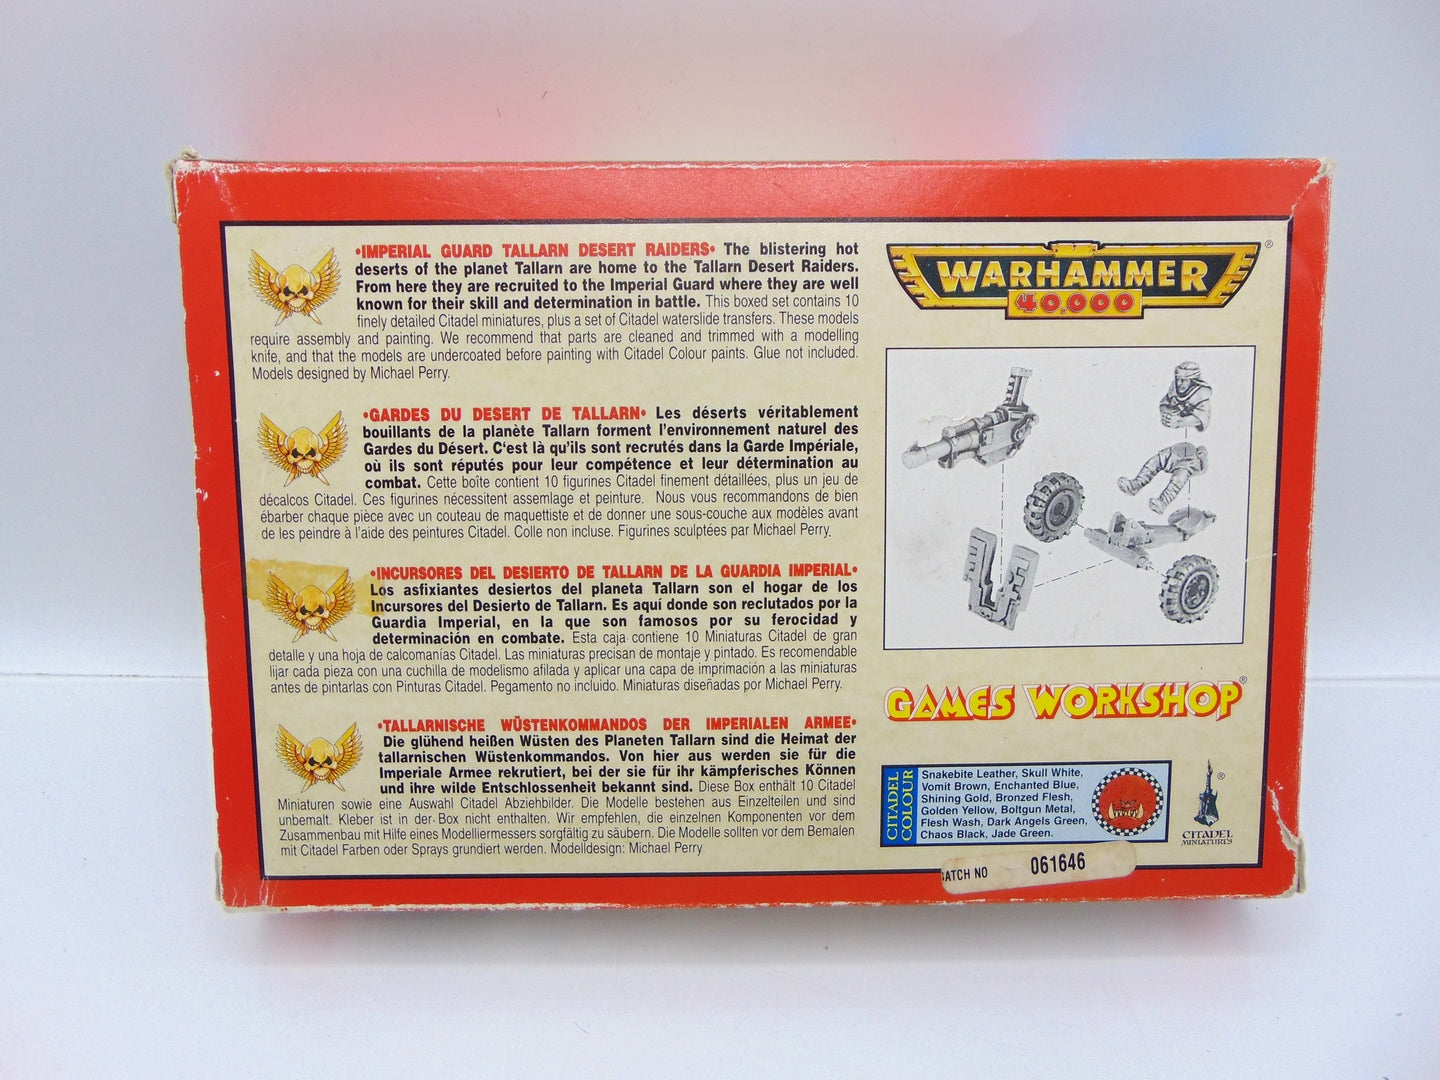 •IMPERIAL GUARD TALLARN DESERT RAIDERS• The blistering hot
deserts of the planet Tallarn are home to the Tallarn Desert Raiders.
From here they are recruited to the Imperial Guard where they are well
known for their skill and determination in battle. This boxed set contains 10
finely detailed Citadel miniatures, plus a set of Citadel waterslide transfers. These models
require assembly and painting. We recommend that parts are cleaned and trimmed with a modelling
knife, and that the models are undercoated before painting with Citadel Colour paints. Glue not included.
Models designed by Michael Perry.
•GARDES DU DESERT DE TALLARN• Les déserts véritablement
bouillants de la planète Tallarn forment l'environnement naturel des
Gardes du Désert. C'est là qu'ils sont recrutés dans la Garde Impériale,
où ils sont réputés pour leur compétence et leur détermination au
combat. Cette boîte contient 10 figurines Citadel finement détaillées, plus un jeu de
décalcos Citadel. Ces figurines nécessitent assemlage et peinture. Nous vous recommandons de bien
ébarber chaque pièce avec un couteau de maquettiste et de donner une sous-couche aux modèles avant
de les peindre à l'aide des peintures Citadel. Colle non incluse. Figurines sculptées par Michael Perry.
•INCURSORES DEL DESIERTO DE TALLARN DE LA GUARDIA IMPERIAL•
Los asfixiantes desiertos del planeta Tallarn son el hogar de los
Incursores del Desierto de Tallarn. Es aquí donde son reclutados por la
Guardia Imperial, en la que son famosos por su ferocidad y
determinación en combate. Esta caja contiene 10 Miniaturas Citadel de gran
detalle y una hoja de calcomanías Citadel. Las miniaturas precisan de montaje y pintado. Es recomendable
lijar cada pieza con una cuchilla de modelismo afilada y aplicar una capa de imprimación a las miniaturas
antes de pintarlas con Pinturas Citadel. Pegamento no incluido. Miniaturas diseñadas por Michael Perry.
•TALLARNISCHE WÜSTENKOMMANDOS DER IMPERIALEN ARMEE•
Die glühend heißen Wüsten des Planeten Tallarn sind die Heimat der
tallarnischen Wüstenkommandos. Von hier aus werden sie für die
Imperiale Armee rekrutiert, bei der sie für ihr kämpferisches Können
und ihre wilde Entschlossenheit bekannt sind. Diese Box enthält 10 Citadel
Miniaturen sowie eine Auswahl Citadel Abziehbilder. Die Modelle bestehen aus Einzelteilen und sind
unbemalt. Kleber ist in der Box nicht enthalten. Wir empfehlen, die einzelnen Komponenten vor dem
Zusammenbau mit Hilfe eines Modelliermessers sorgfältig zu säubern. Die Modelle sollten vor dem Bemalen
mit Citadel Farben oder Sprays grundiert werden. Modelldesign: Michael Perry
WARHAMMER®
40,000
GAMES WORKSHOP®
CITADEL
COLOUR
Snakebite Leather, Skull White,
Vomit Brown, Enchanted Blue,
Shining Gold, Bronzed Flesh,
Golden Yellow, Boltgun Metal,
Flesh Wash, Dark Angels Green,
Chaos Black, Jade Green.
®
CITADEL
MINIATURES
BATCH NO 061646